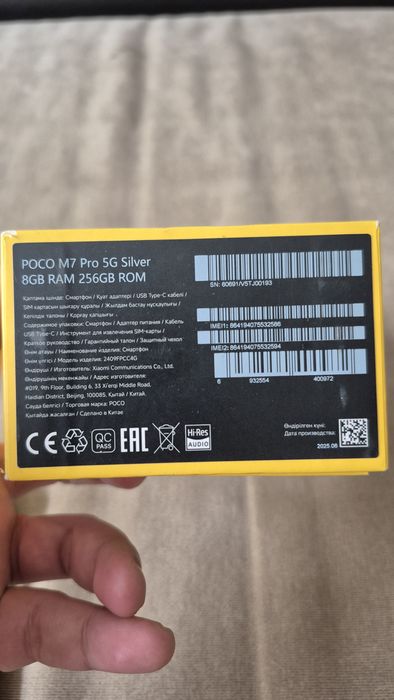 POCO M7 Pro 5G Silver
8GB RAM 256GB ROM
Қаптама ішінде: Смартфон / Қуат адаптері / USB Type-C кабелі /
SIM картасын шығару құралы / Жылдам бастау нұсқаулығы /
Кепілдік талоны / Қорғау қапшығы
Содержимое упаковки: Смартфон / Адаптер питания / Кабель
USB Type-C / Инструмент для извлечения SIM-карты /
Краткое руководство / Гарантийный талон / Защитный чехол
Өнім атауы / Наименование изделия: Смартфон
Өнім үлгісі / Модель изделия: 2409FPCC4G
Өндіруші / Изготовитель: Xiaomi Communications Co., Ltd.
Өндірушінің мекенжайы / Адрес изготовителя:
#019, 9th Floor, Building 6, 33 Xi'erqi Middle Road,
Haidian District, Beijing, 100085, Қытай / Китай.
Сауда белгісі / Торговая марка: POCO
Қытайда жасалған / Сделано в Китае
CE
QC
PASS
EAC
Hi-Res
AUDIO
SN: 60691/V5TJ00193
IMEI1: 864194075532586
IMEI2: 864194075532594
6 932554 400972
Өндірілген күні:
Дата производства:
2025.08